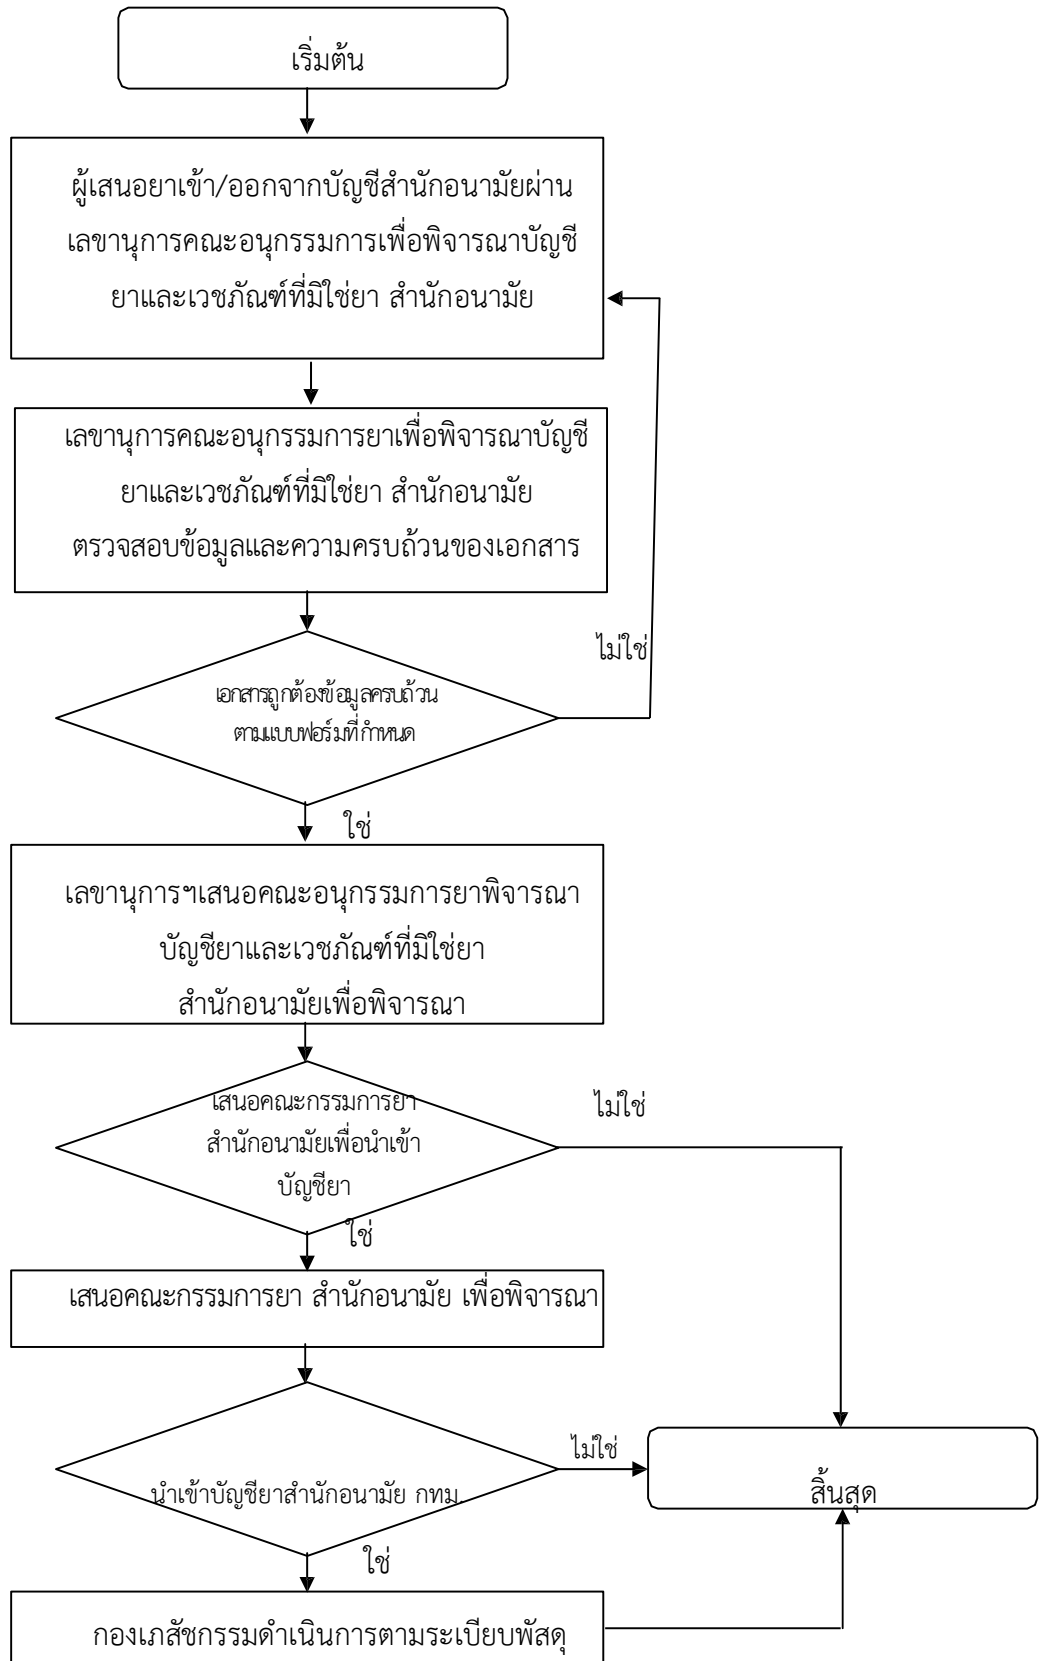 เริ่มต้น
ผู้เสนอยาเข้า/ออกจากบัญชีสำนักอนามัยผ่าน
เลขานุการคณะอนุกรรมการเพื่อพิจารณาบัญชี
ยาและเวชภัณฑ์ที่มิใช่ยา สำนักอนามัย
เลขานุการคณะอนุกรรมการยาเพื่อพิจารณาบัญชี
ยาและเวชภัณฑ์ที่มิใช่ยา สำนักอนามัย
ตรวจสอบข้อมูลและความครบถ้วนของเอกสาร
ไม่ใช่
เอกสารถูกต้องข้อมูลครบถ้วน
ตามแบบฟอร์มที่กำหนด
ใช่
เลขานุการฯเสนอคณะอนุกรรมการยาพิจารณา
บัญชียาและเวชภัณฑ์ที่มิใช่ยา
สำนักอนามัยเพื่อพิจารณา
เสนอคณะกรรมการยา
สำนักอนามัยเพื่อนำเข้า
บัญชียา
ไม่ใช่
ใช่
เสนอคณะกรรมการยา สำนักอนามัย เพื่อพิจารณา
ไม่ใช่
นำเข้าบัญชียาสำนักอนามัย กทม.
สิ้นสุด
ใช่
กองเภสัชกรรมดำเนินการตามระเบียบพัสดุ